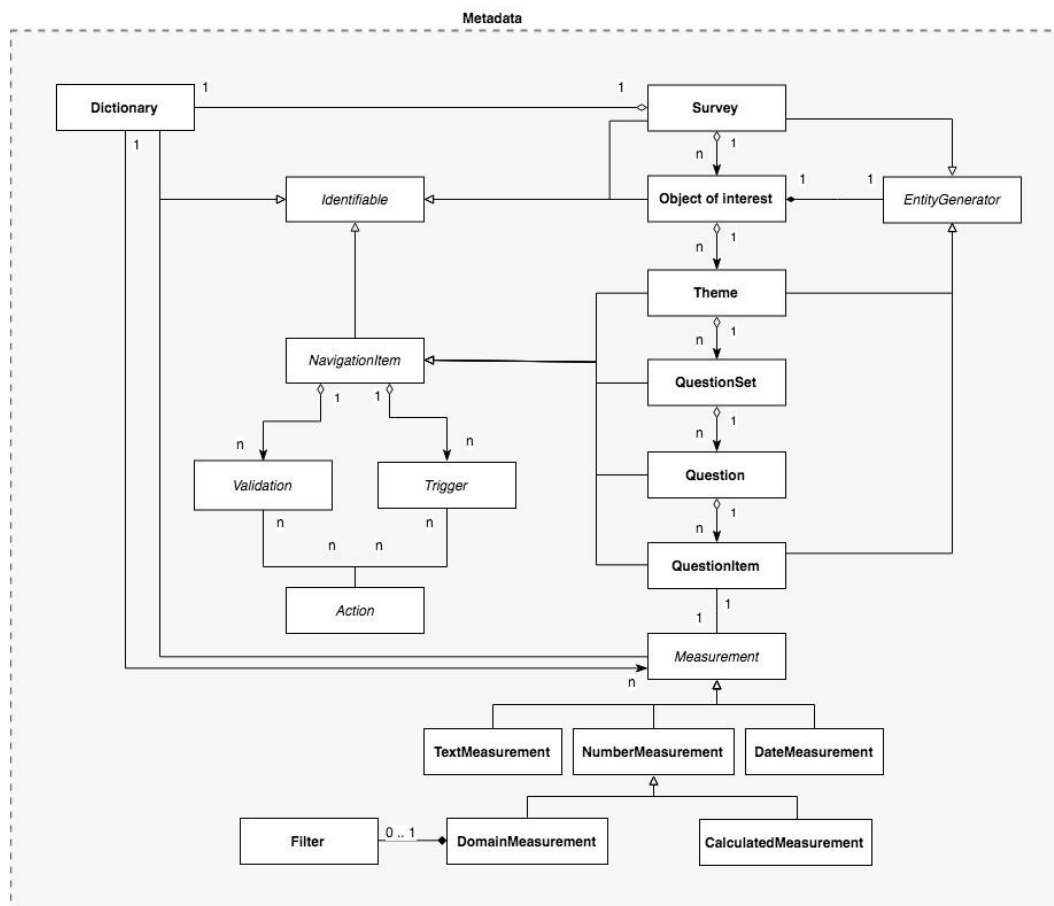 Metadata
1
1
Dictionary
Survey
1
1
n
1
1
Identifiable
Object of interest
EntityGenerator
1
n
Theme
1
n
NavigationItem
QuestionSet
1
1
1
n
n
n
Validation
Trigger
Question
1
n
n
n
n
n
QuestionItem
Action
1
1
Measurement
n
TextMeasurement
NumberMeasurement
DateMeasurement
Filter
0 .. 1
DomainMeasurement
CalculatedMeasurement